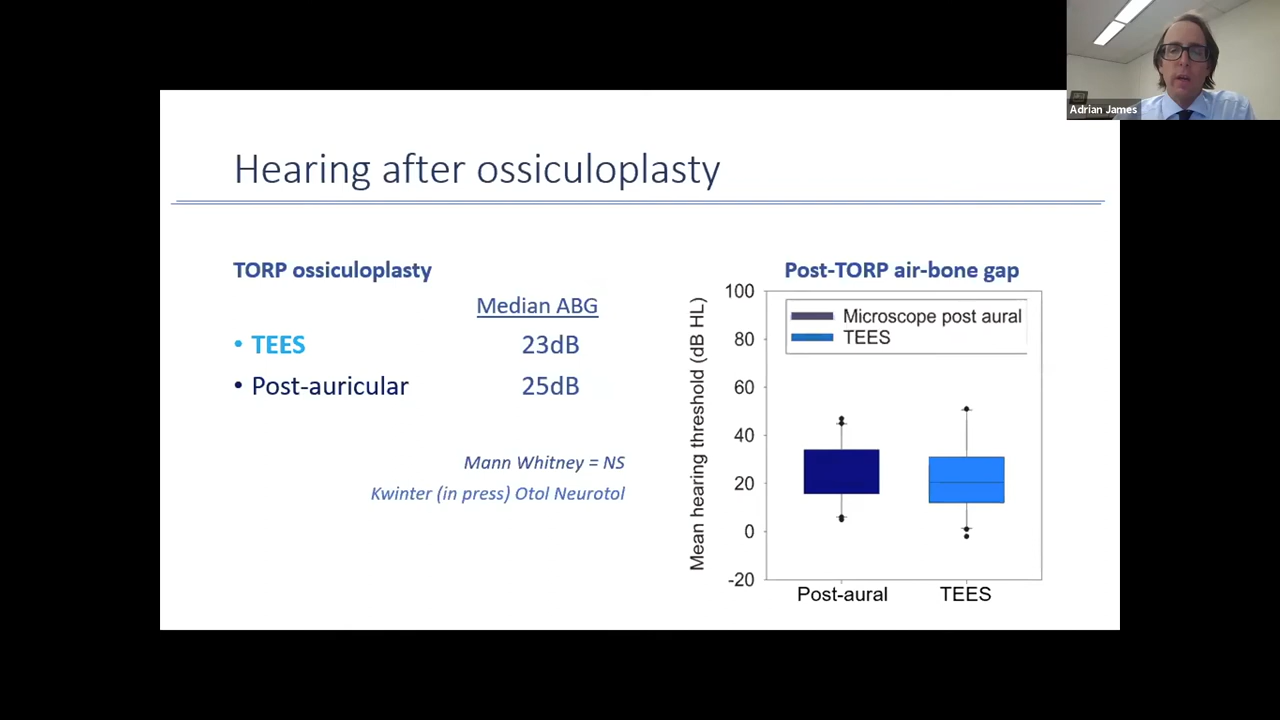 Adrian James
Hearing after ossiculoplasty
TORP ossiculoplasty
Median ABG
• TEES 23dB
• Post-auricular 25dB
Mann Whitney = NS
Kwinter (in press) Otol Neurotol
Post-TORP air-bone gap
Mean hearing threshold (dB HL)
100
80
60
40
20
0
-20
Microscope post aural
TEES
Post-aural TEES